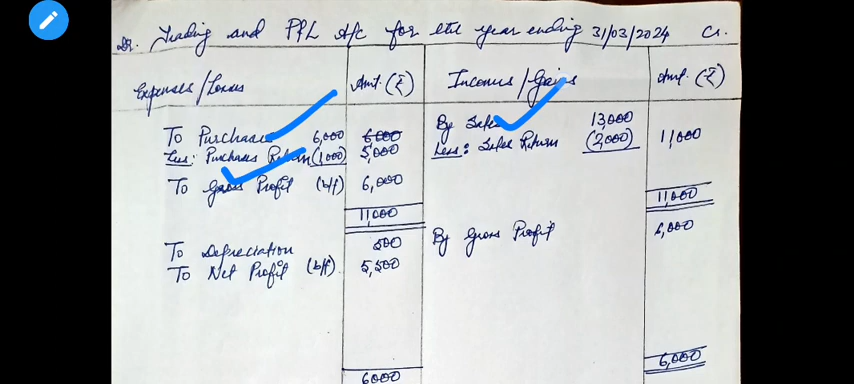 Dr. Trading and P&L A/c for the year ending 31/03/2024 Cr.
Expenses/Losses Amt. (₹) Incomes/Gains Amt. (₹)
To Purchases 6,000 6000 By Sales 13,000
Less: Purchases Return (1000) 5,000 Less: Sales Return (2,000) 11,000
To Gross Profit (b/f) 6,000
11,000 11,000
To Depreciation 500 By Gross Profit 6,000
To Net Profit (b/f). 5,500
6000 6,000